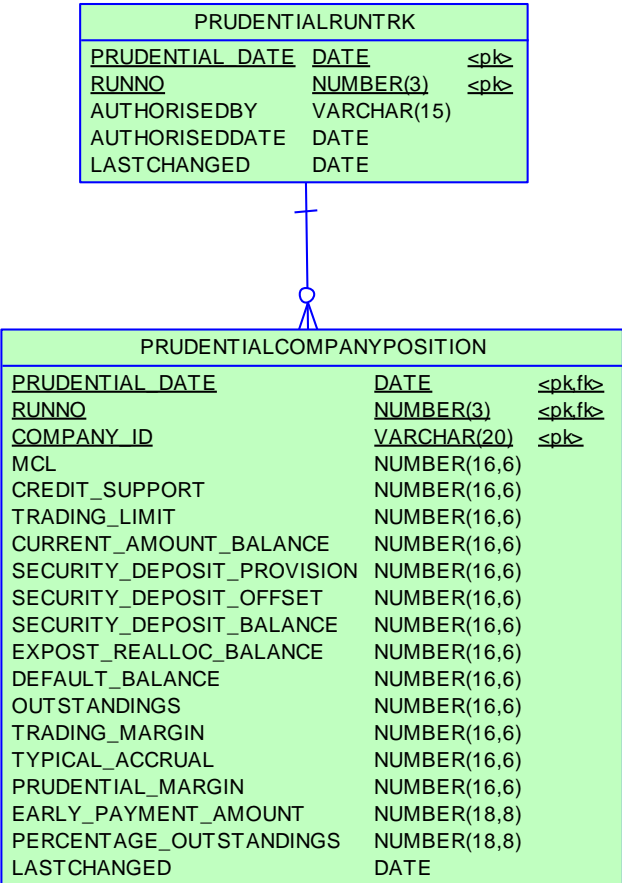 PRUDENTIALRUNTRK
PRUDENTIAL_DATE DATE <pk>
RUNNO NUMBER(3) <pk>
AUTHORISEDBY VARCHAR(15)
AUTHORISEDDATE DATE
LASTCHANGED DATE
PRUDENTIALCOMPANYPOSITION
PRUDENTIAL_DATE DATE <pk,fk>
RUNNO NUMBER(3) <pk,fk>
COMPANY_ID VARCHAR(20) <pk>
MCL NUMBER(16,6)
CREDIT_SUPPORT NUMBER(16,6)
TRADING_LIMIT NUMBER(16,6)
CURRENT_AMOUNT_BALANCE NUMBER(16,6)
SECURITY_DEPOSIT_PROVISION NUMBER(16,6)
SECURITY_DEPOSIT_OFFSET NUMBER(16,6)
SECURITY_DEPOSIT_BALANCE NUMBER(16,6)
EXPOST_REALLOC_BALANCE NUMBER(16,6)
DEFAULT_BALANCE NUMBER(16,6)
OUTSTANDINGS NUMBER(16,6)
TRADING_MARGIN NUMBER(16,6)
TYPICAL_ACCRUAL NUMBER(16,6)
PRUDENTIAL_MARGIN NUMBER(16,6)
EARLY_PAYMENT_AMOUNT NUMBER(18,8)
PERCENTAGE_OUTSTANDINGS NUMBER(18,8)
LASTCHANGED DATE